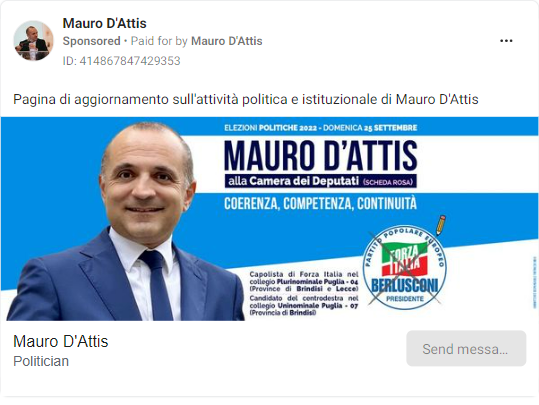 Mauro D'Attis
Sponsored • Paid for by Mauro D'Attis
ID: 414867847429353
Pagina di aggiornamento sull'attività politica e istituzionale di Mauro D'Attis
ELEZIONI POLITICHE 2022 - DOMENICA 25 SETTEMBRE
MAURO D'ATTIS
alla Camera dei Deputati (SCHEDA ROSA)
COERENZA, COMPETENZA, CONTINUITÀ
Capolista di Forza Italia nel
collegio Plurinominale Puglia - 04
(Province di Brindisi e Lecce)
Candidato del centrodestra nel
collegio Uninominale Puglia - 07
(Provincia di Brindisi)
PARTITO POPOLARE EUROPEO
FORZA
ITALIA
BERLUSCONI
PRESIDENTE
Mauro D'Attis
Politician
Send messa...